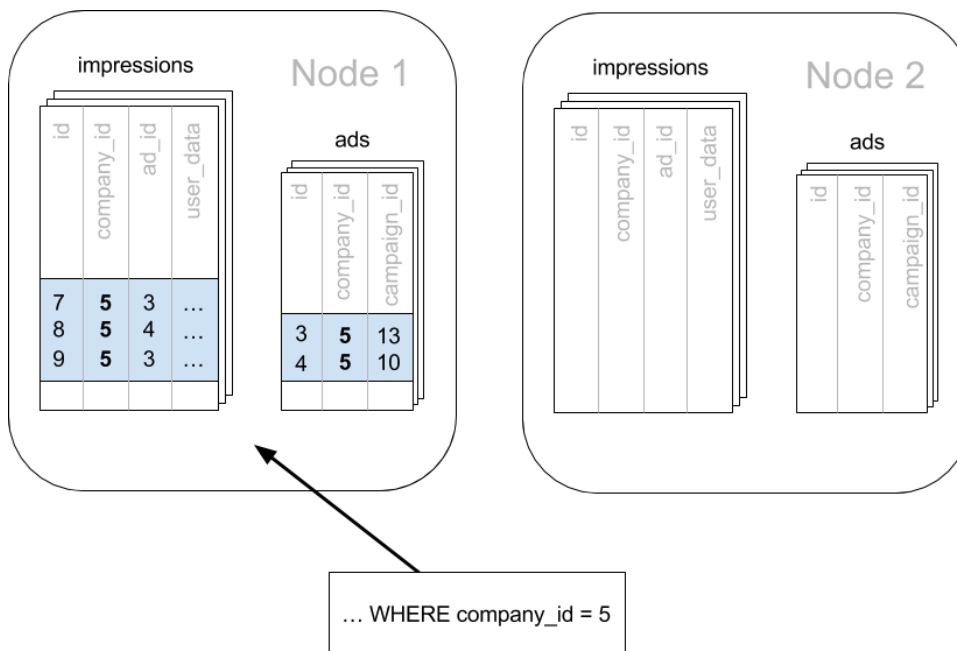 impressions
Node 1
id
company_id
ad_id
user_data
7 5 3 ...
8 5 4 ...
9 5 3 ...
ads
id
company_id
campaign_id
3 5 13
4 5 10
impressions
Node 2
id
company_id
ad_id
user_data
ads
id
company_id
campaign_id
... WHERE company_id = 5